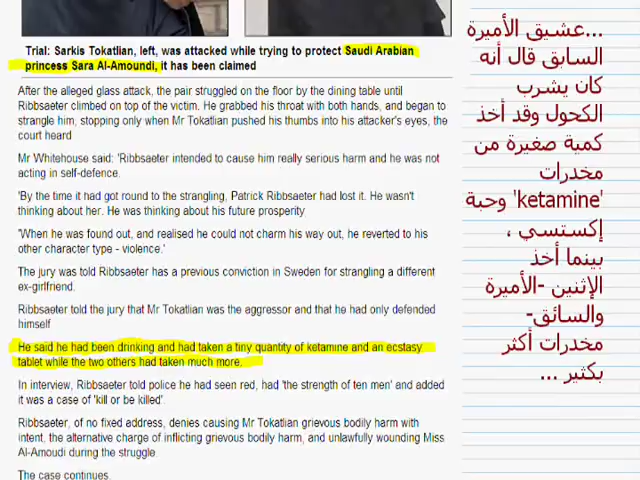 Trial: Sarkis Tokatlian, left, was attacked while trying to protect Saudi Arabian
princess Sara Al-Amoundi, it has been claimed
After the alleged glass attack, the pair struggled on the floor by the dining table until
Ribbsaeter climbed on top of the victim. He grabbed his throat with both hands, and began to
strangle him, stopping only when Mr Tokatlian pushed his thumbs into his attacker's eyes, the
court heard
Mr Whitehouse said: 'Ribbsaeter intended to cause him really serious harm and he was not
acting in self-defence.
'By the time it had got round to the strangling, Patrick Ribbsaeter had lost it. He wasn't
thinking about her. He was thinking about his future prosperity
'When he was found out, and realised he could not charm his way out, he reverted to his
other character type - violence.'
The jury was told Ribbsaeter has a previous conviction in Sweden for strangling a different
ex-girlfriend.
Ribbsaeter told the jury that Mr Tokatlian was the aggressor and that he had only defended
himself
He said he had been drinking and had taken a tiny quantity of ketamine and an ecstasy
tablet while the two others had taken much more.
In interview, Ribbsaeter told police he had seen red, had 'the strength of ten men' and added
it was a case of 'kill or be killed'.
Ribbsaeter, of no fixed address, denies causing Mr Tokatlian grievous bodily harm with
intent, the alternative charge of inflicting grievous bodily harm, and unlawfully wounding Miss
Al-Amoudi during the struggle
The case continues
...عشيق الأميرة
السابق قال أنه
كان يشرب
الكحول وقد أخذ
كمية صغيرة من
مخدرات
'ketamine' وحبة
إكستسي ،
بينما أخذ
الإثنين -الأميرة
والسائق-
مخدرات أكثر
بكثير ...